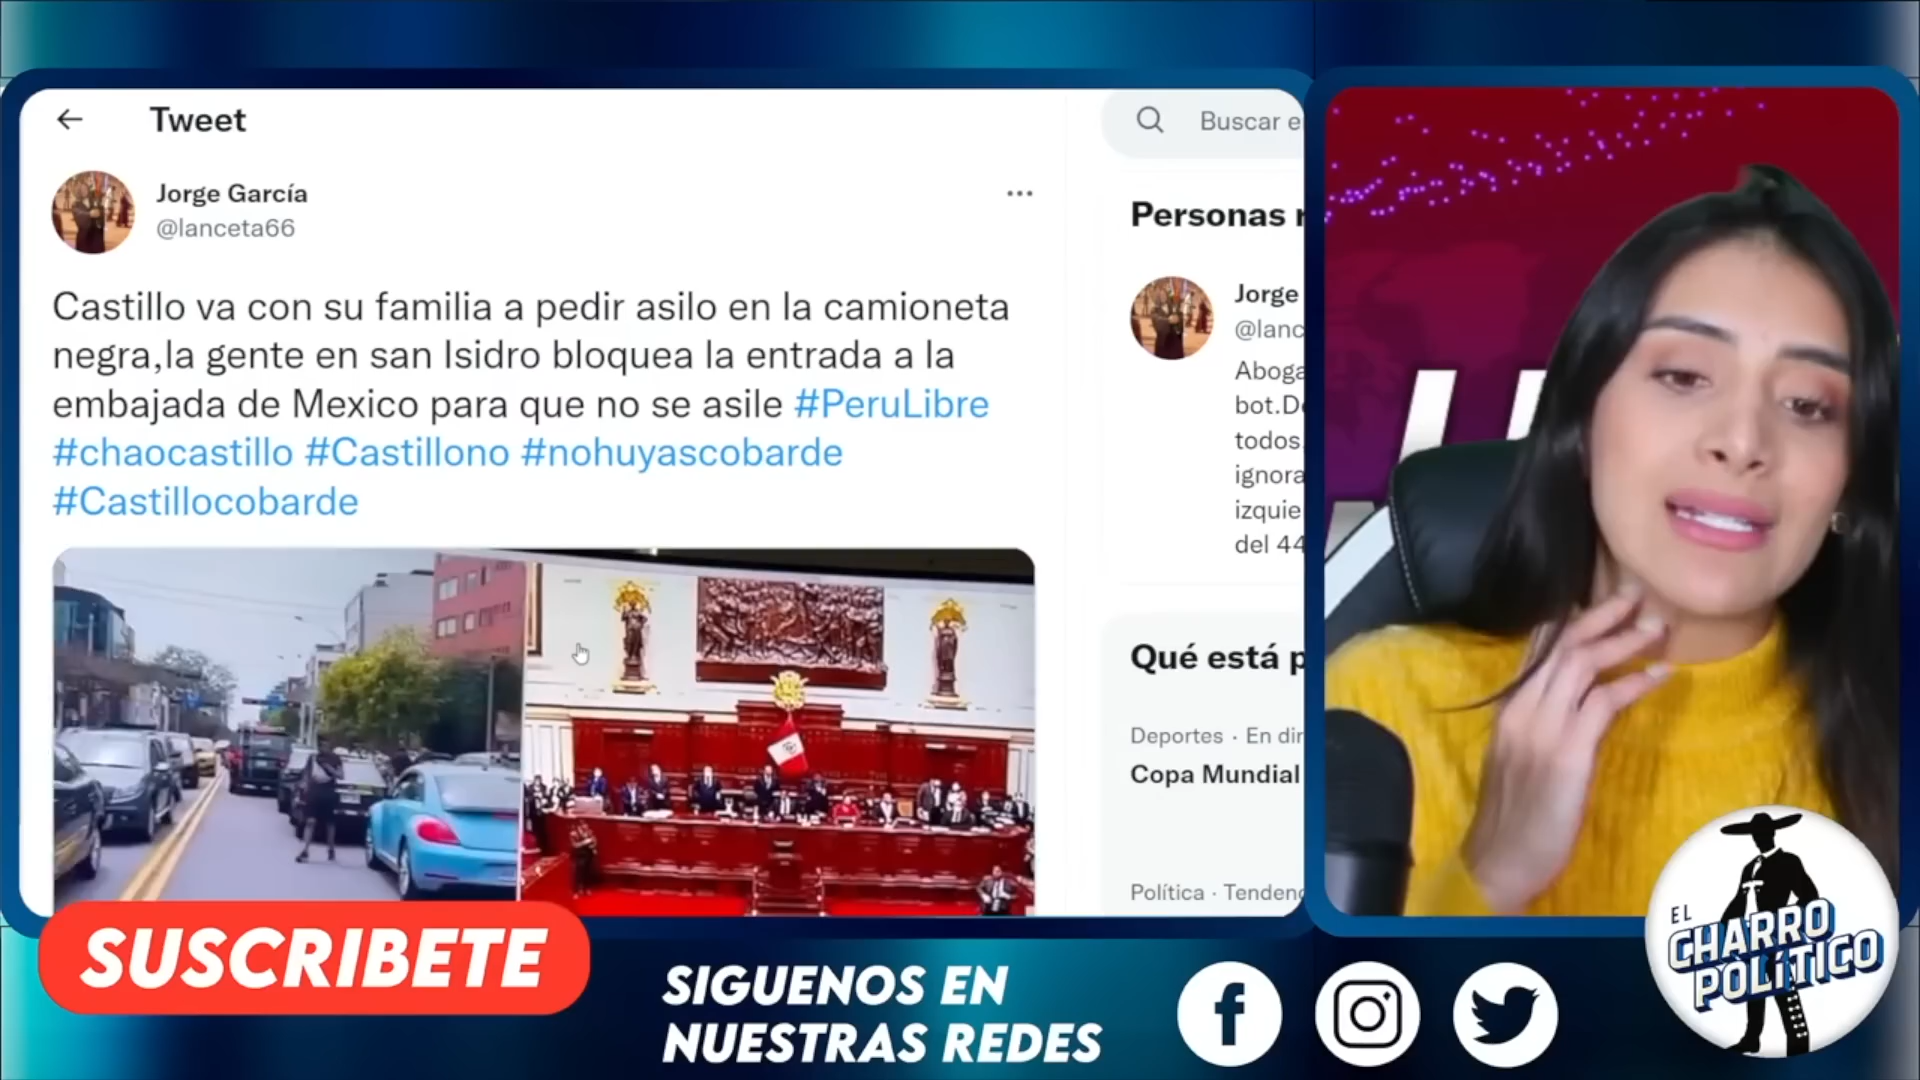 Tweet
Jorge García
@lanceta66
Castillo va con su familia a pedir asilo en la camioneta
negra,la gente en san Isidro bloquea la entrada a la
embajada de Mexico para que no se asile #PeruLibre
#chaocastillo #Castillono #nohuyascobarde
#Castillocobarde
Buscar e
Personas r
Jorge
@lanc
Aboga
bot.De
todos,
ignora
izquie
del 44
Qué está p
Deportes · En dir
Copa Mundial
Política · Tendenc
SUSCRIBETE
SIGUENOS EN
NUESTRAS REDES
EL
CHARRO
POLÍTICO